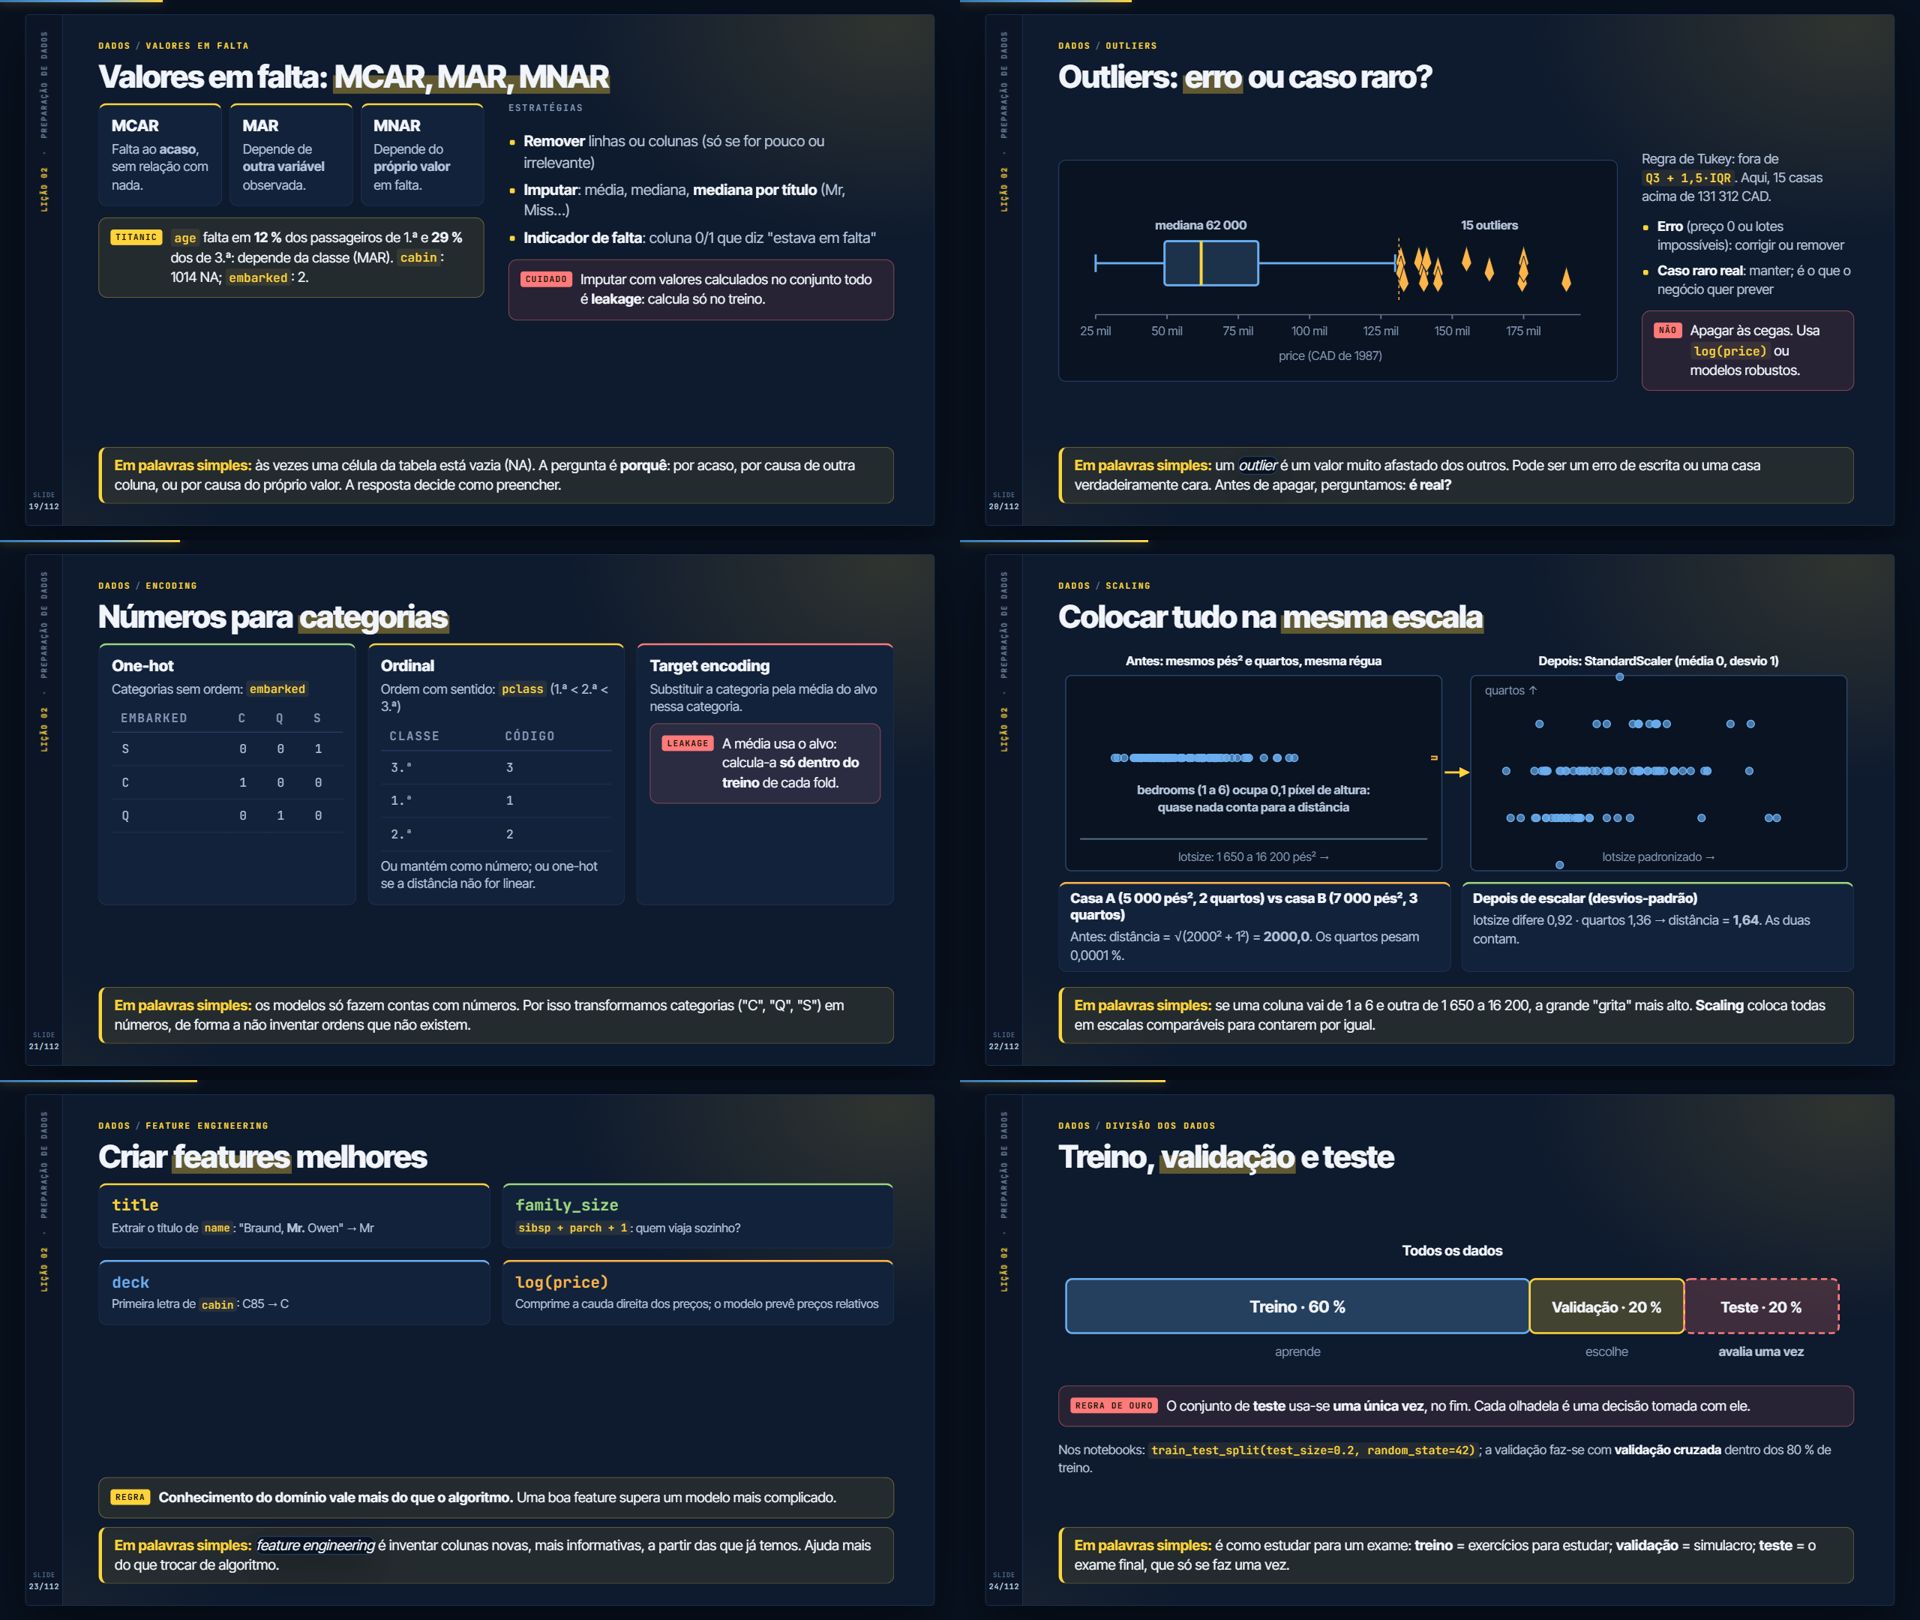 DADOS / VALORES EM FALTA
Valores em falta: MCAR, MAR, MNAR
MCAR
Falta ao acaso,
sem relação com
nada.
MAR
Depende de
outra variável
observada.
MNAR
Depende do
próprio valor
em falta.
TITANIC age falta em 12 % dos passageiros de 1.ª e 29 %
dos de 3.ª: depende da classe (MAR). cabin:
1014 NA; embarked: 2.
ESTRATÉGIAS
Remover linhas ou colunas (só se for pouco ou
irrelevante)
Imputar: média, mediana, mediana por título (Mr,
Miss...)
Indicador de falta: coluna 0/1 que diz "estava em falta"
CUIDADO Imputar com valores calculados no conjunto todo
é leakage: calcula só no treino.
Em palavras simples: às vezes uma célula da tabela está vazia (NA). A pergunta é porquê: por acaso, por causa de outra
coluna, ou por causa do próprio valor. A resposta decide como preencher.
LIÇÃO 02 · PREPARAÇÃO DE DADOS
SLIDE
19/112
DADOS / OUTLIERS
Outliers: erro ou caso raro?
mediana 62 000
15 outliers
25 mil 50 mil 75 mil 100 mil 125 mil 150 mil 175 mil
price (CAD de 1987)
Regra de Tukey: fora de
Q3 + 1,5·IQR. Aqui, 15 casas
acima de 131 312 CAD.
Erro (preço 0 ou lotes
impossíveis): corrigir ou remover
Caso raro real: manter; é o que o
negócio quer prever
NÃO Apagar às cegas. Usa
log(price) ou
modelos robustos.
Em palavras simples: um outlier é um valor muito afastado dos outros. Pode ser um erro de escrita ou uma casa
verdadeiramente cara. Antes de apagar, perguntamos: é real?
LIÇÃO 02 · PREPARAÇÃO DE DADOS
SLIDE
20/112
DADOS / ENCODING
Números para categorias
One-hot
Categorias sem ordem: embarked
EMBARKED C Q S
S 0 0 1
C 1 0 0
Q 0 1 0
Ordinal
Ordem com sentido: pclass (1.ª < 2.ª <
3.ª)
CLASSE CÓDIGO
3.ª 3
1.ª 1
2.ª 2
Ou mantém como número; ou one-hot
se a distância não for linear.
Target encoding
Substituir a categoria pela média do alvo
nessa categoria.
LEAKAGE A média usa o alvo:
calcula-a só dentro do
treino de cada fold.
Em palavras simples: os modelos só fazem contas com números. Por isso transformamos categorias ("C", "Q", "S") em
números, de forma a não inventar ordens que não existem.
LIÇÃO 02 · PREPARAÇÃO DE DADOS
SLIDE
21/112
DADOS / SCALING
Colocar tudo na mesma escala
Antes: mesmos pés² e quartos, mesma régua
bedrooms (1 a 6) ocupa 0,1 píxel de altura:
quase nada conta para a distância
lotsize: 1 650 a 16 200 pés² →
Depois: StandardScaler (média 0, desvio 1)
quartos ↑
lotsize padronizado →
Casa A (5 000 pés², 2 quartos) vs casa B (7 000 pés², 3
quartos)
Antes: distância = √(2000² + 1²) = 2000,0. Os quartos pesam
0,0001 %.
Depois de escalar (desvios-padrão)
lotsize difere 0,92 · quartos 1,36 → distância = 1,64. As duas
contam.
Em palavras simples: se uma coluna vai de 1 a 6 e outra de 1 650 a 16 200, a grande "grita" mais alto. Scaling coloca todas
em escalas comparáveis para contarem por igual.
LIÇÃO 02 · PREPARAÇÃO DE DADOS
SLIDE
22/112
DADOS / FEATURE ENGINEERING
Criar features melhores
title
Extrair o título de name: "Braund, Mr. Owen" → Mr
family_size
sibsp + parch + 1: quem viaja sozinho?
deck
Primeira letra de cabin: C85 → C
log(price)
Comprime a cauda direita dos preços; o modelo prevê preços relativos
REGRA Conhecimento do domínio vale mais do que o algoritmo. Uma boa feature supera um modelo mais complicado.
Em palavras simples: feature engineering é inventar colunas novas, mais informativas, a partir das que já temos. Ajuda mais
do que trocar de algoritmo.
LIÇÃO 02 · PREPARAÇÃO DE DADOS
SLIDE
23/112
DADOS / DIVISÃO DOS DADOS
Treino, validação e teste
Todos os dados
Treino · 60 % Validação · 20 % Teste · 20 %
aprende escolhe avalia uma vez
REGRA DE OURO O conjunto de teste usa-se uma única vez, no fim. Cada olhadela é uma decisão tomada com ele.
Nos notebooks: train_test_split(test_size=0.2, random_state=42); a validação faz-se com validação cruzada dentro dos 80 % de
treino.
Em palavras simples: é como estudar para um exame: treino = exercícios para estudar; validação = simulacro; teste = o
exame final, que só se faz uma vez.
LIÇÃO 02 · PREPARAÇÃO DE DADOS
SLIDE
24/112